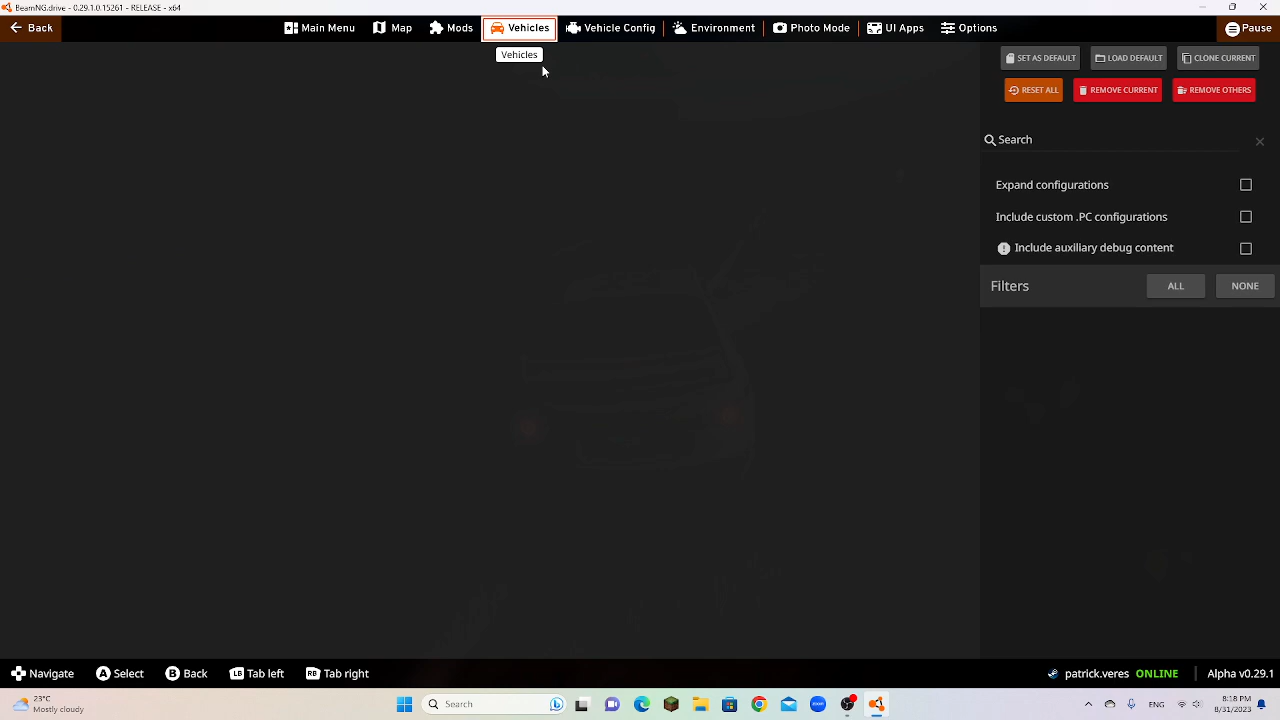 BeamNG.drive - 0.29.1.0.15261 - RELEASE - x64
Back
Main Menu
Map
Mods
Vehicles
Vehicle Config
Environment
Photo Mode
UI Apps
Options
Pause
Vehicles
SET AS DEFAULT
LOAD DEFAULT
CLONE CURRENT
RESET ALL
REMOVE CURRENT
REMOVE OTHERS
Search
Expand configurations
Include custom .PC configurations
Include auxiliary debug content
Filters
ALL
NONE
Navigate
A Select
B Back
LB Tab left
RB Tab right
patrick.veres ONLINE
Alpha v0.29.1
23°C
Mostly cloudy
Search
zoom
ENG
8:18 PM
8/31/2023